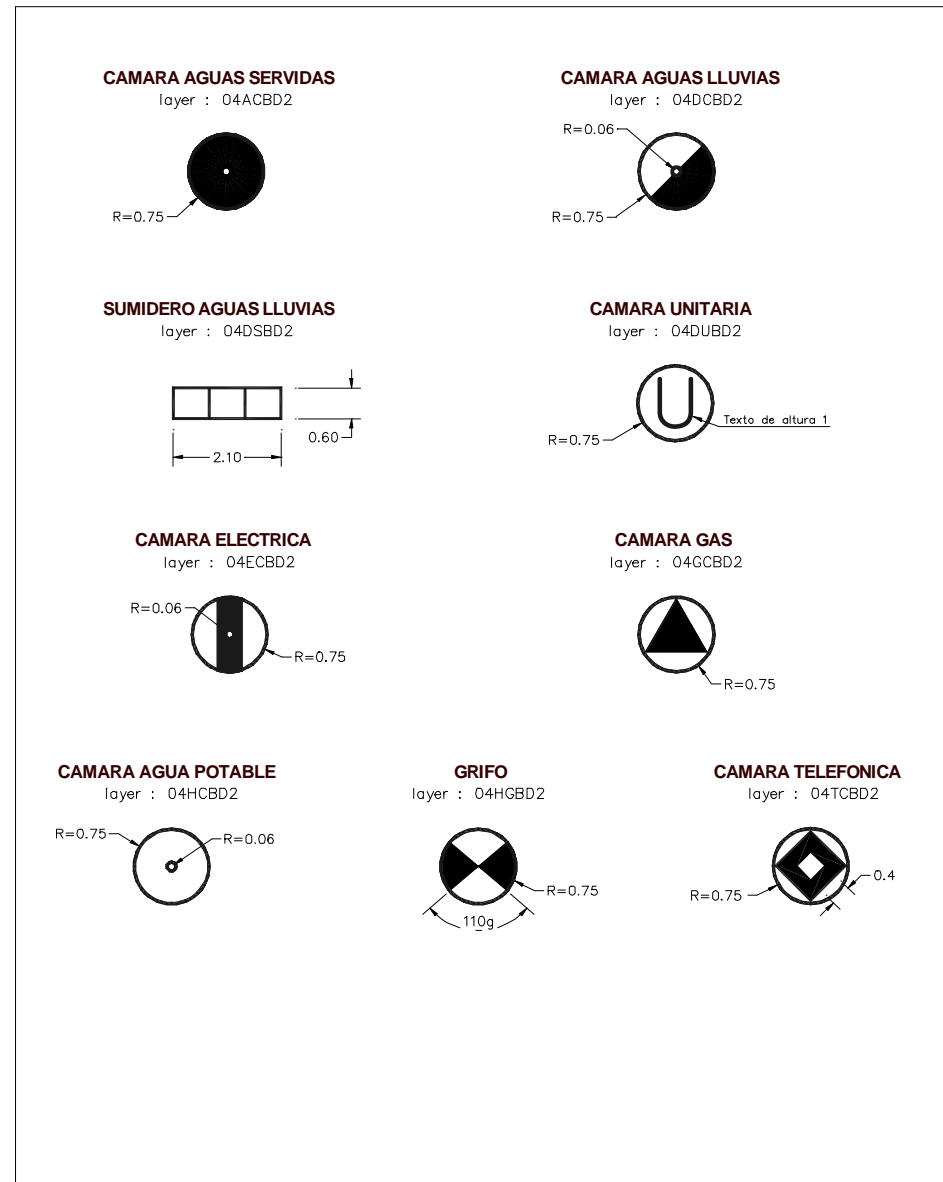 CAMARA AGUAS SERVIDAS
layer : 04ACBD2
R=0.75
CAMARA AGUAS LLUVIAS
layer : 04DCBD2
R=0.06
R=0.75
SUMIDERO AGUAS LLUVIAS
layer : 04DSBD2
0.60
2.10
CAMARA UNITARIA
layer : 04DUBD2
U
Texto de altura 1
R=0.75
CAMARA ELECTRICA
layer : 04ECBD2
R=0.06
R=0.75
CAMARA GAS
layer : 04GCBD2
R=0.75
CAMARA AGUA POTABLE
layer : 04HCBD2
R=0.75
R=0.06
GRIFO
layer : 04HGBD2
R=0.75
110g
CAMARA TELEFONICA
layer : 04TCBD2
R=0.75
0.4